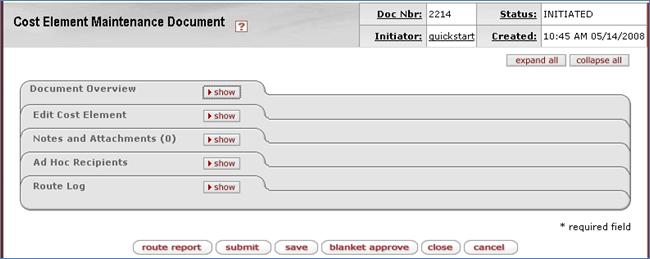 Cost Element Maintenance Document ?
Doc Nbr: 2214 Status: INITIATED
Initiator: quickstart Created: 10:45 AM 05/14/2008
expand all collapse all
Document Overview show
Edit Cost Element show
Notes and Attachments (0) show
Ad Hoc Recipients show
Route Log show
* required field
route report submit save blanket approve close cancel